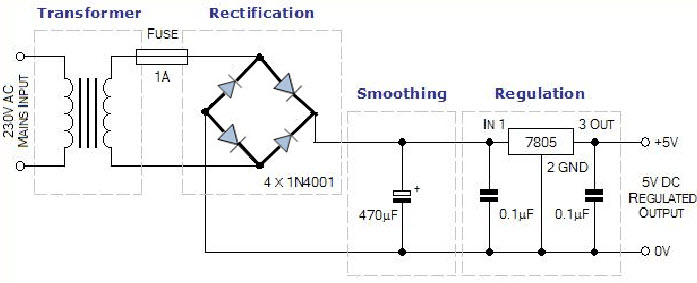 Transformer
Rectification
FUSE
1A
230V AC
MAINS INPUT
4 X 1N4001
Smoothing
Regulation
IN 1
7805
3 OUT
2 GND
+5V
+
470µF
0.1µF
0.1µF
5V DC
REGULATED
OUTPUT
0V